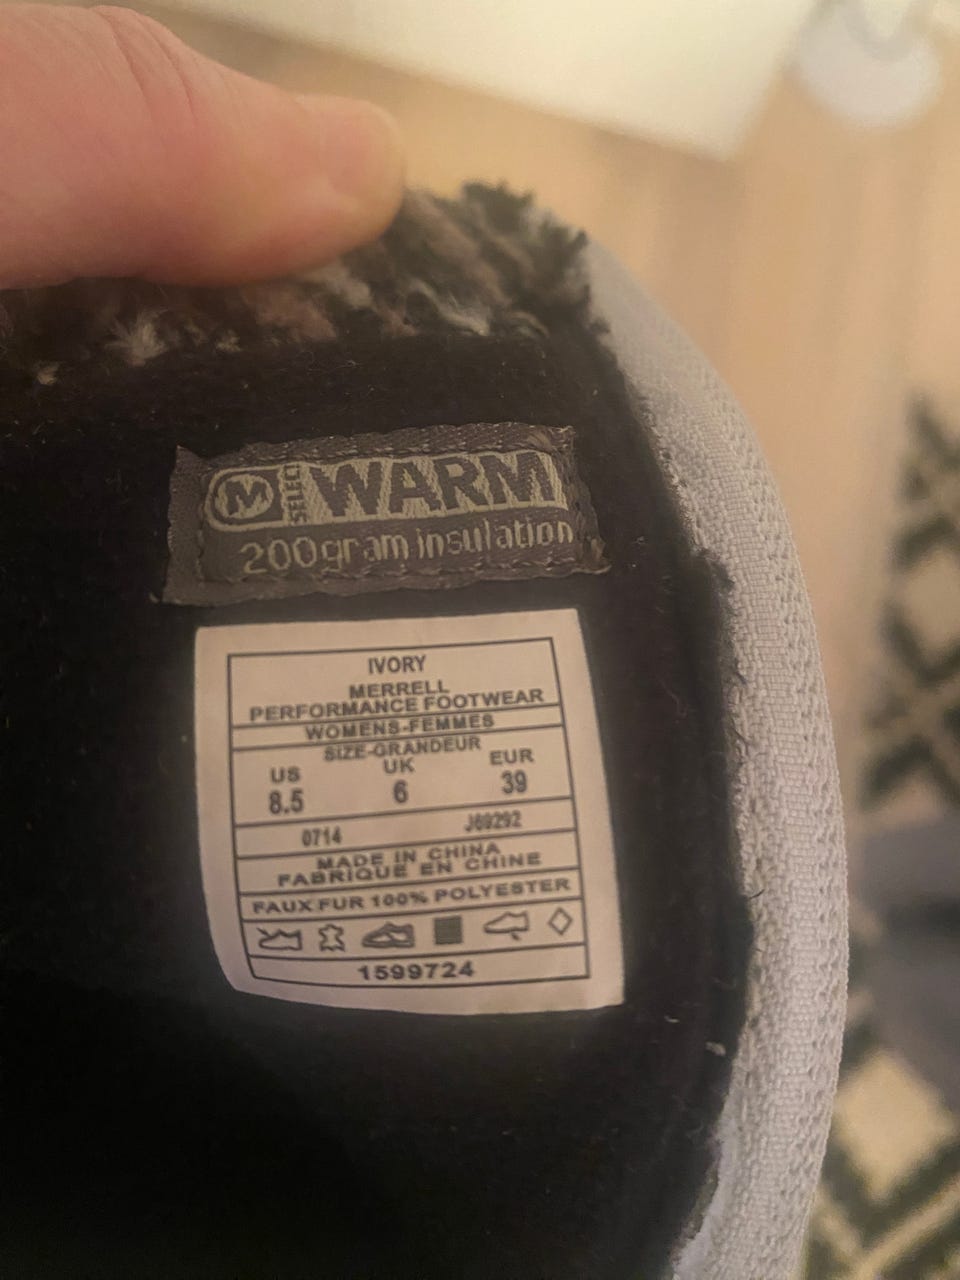 M SELECT WARM
200gram insulation
IVORY
MERRELL
PERFORMANCE FOOTWEAR
WOMENS-FEMMES
SIZE-GRANDEUR
US UK EUR
8.5 6 39
0714 J69292
MADE IN CHINA
FABRIQUE EN CHINE
FAUX FUR 100% POLYESTER
1599724